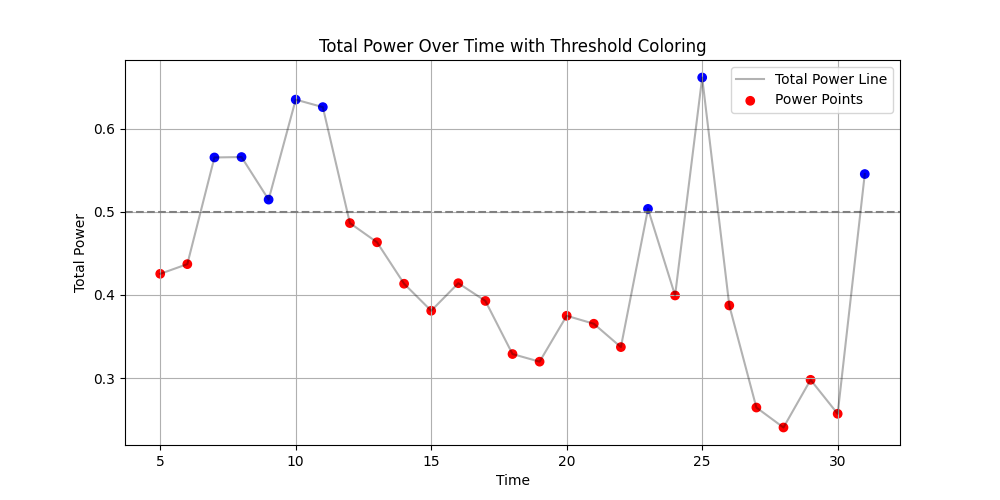 Total Power Over Time with Threshold Coloring
Total Power Line
Power Points
0.6
0.5
0.4
0.3
Total Power
5
10
15
20
25
30
Time